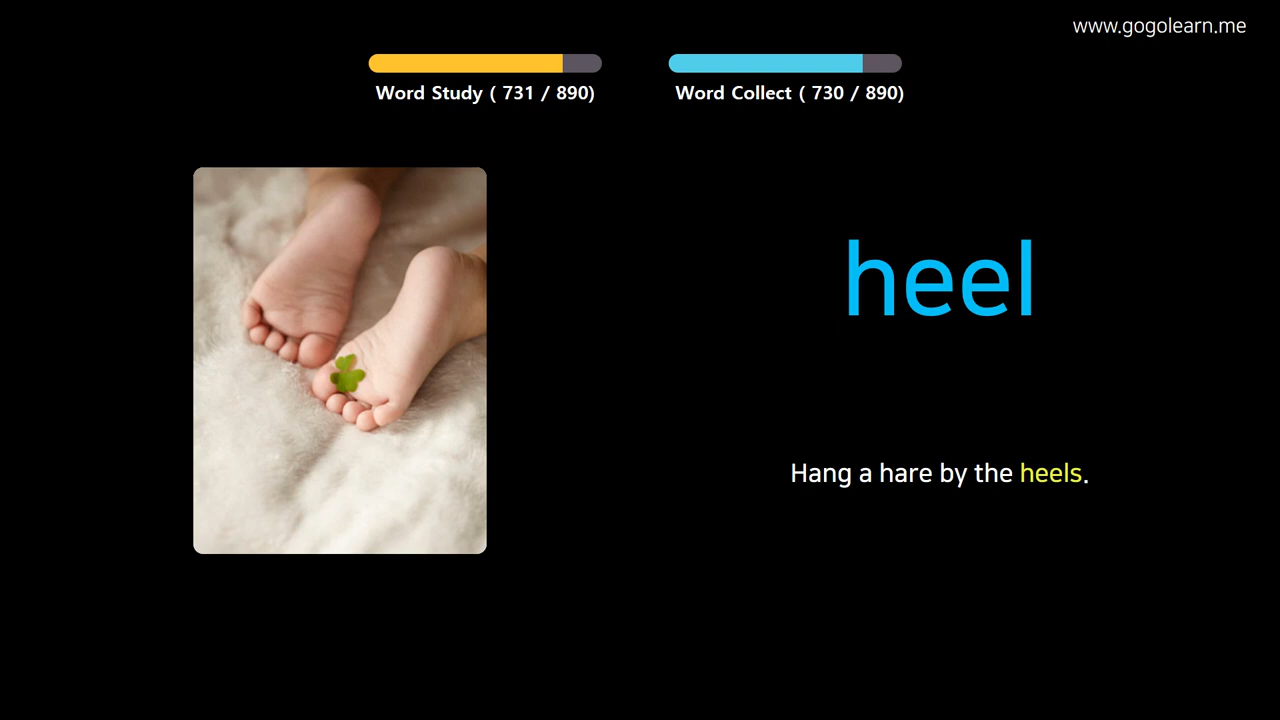 www.gogolearn.me
Word Study ( 731 / 890)
Word Collect ( 730 / 890)
heel
Hang a hare by the heels.